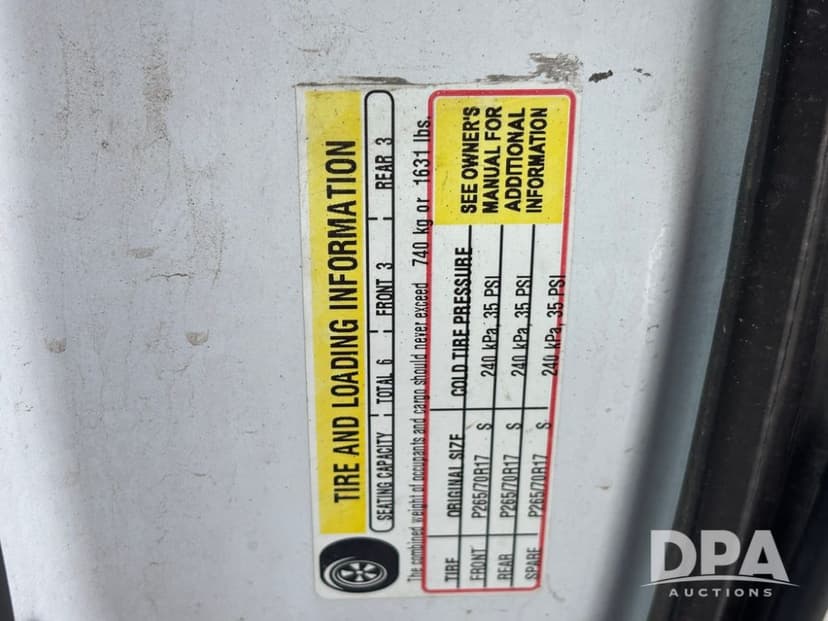 TIRE AND LOADING INFORMATION
SEATING CAPACITY TOTAL 6 FRONT 3 REAR 3
The combined weight of occupants and cargo should never exceed 740 kg or 1631 lbs.
TIRE ORIGINAL SIZE COLD TIRE PRESSURE
FRONT P265/70R17 S 240 kPa, 35 PSI
REAR P265/70R17 S 240 kPa, 35 PSI
SPARE P265/70R17 S 240 kPa, 35 PSI
SEE OWNER'S
MANUAL FOR
ADDITIONAL
INFORMATION
DPA
AUCTIONS